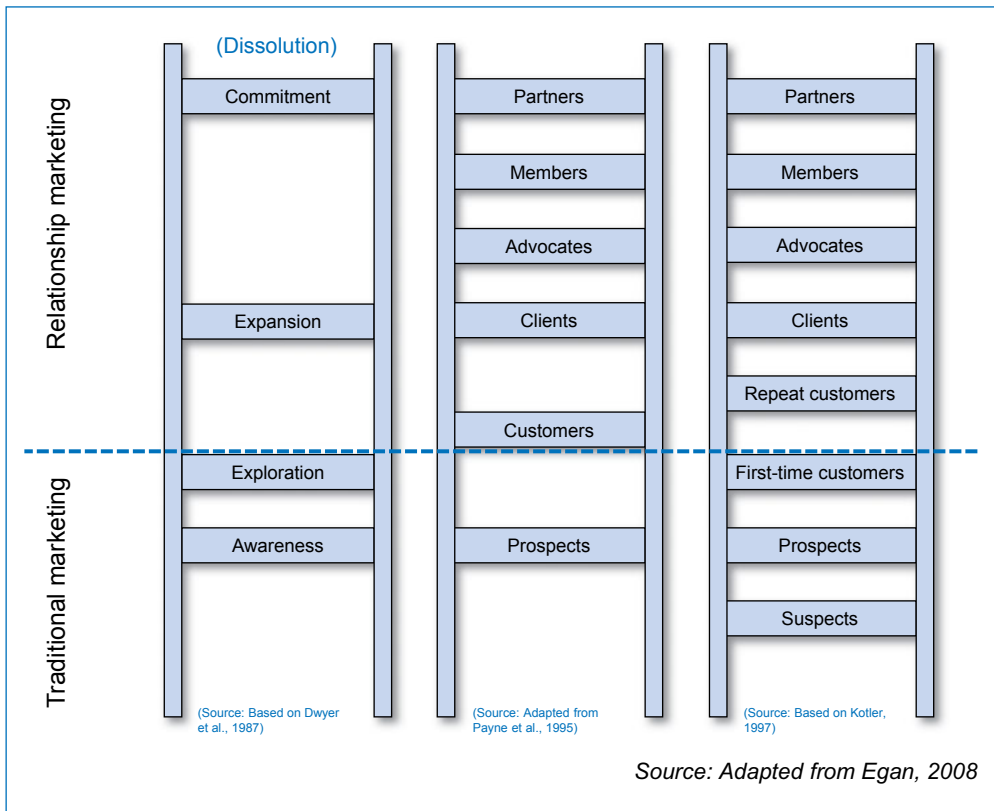 Relationship marketing
Traditional marketing
(Dissolution)
Commitment
Expansion
Exploration
Awareness
(Source: Based on Dwyer
et al., 1987)
Partners
Members
Advocates
Clients
Customers
Prospects
(Source: Adapted from
Payne et al., 1995)
Partners
Members
Advocates
Clients
Repeat customers
First-time customers
Prospects
Suspects
(Source: Based on Kotler,
1997)
Source: Adapted from Egan, 2008